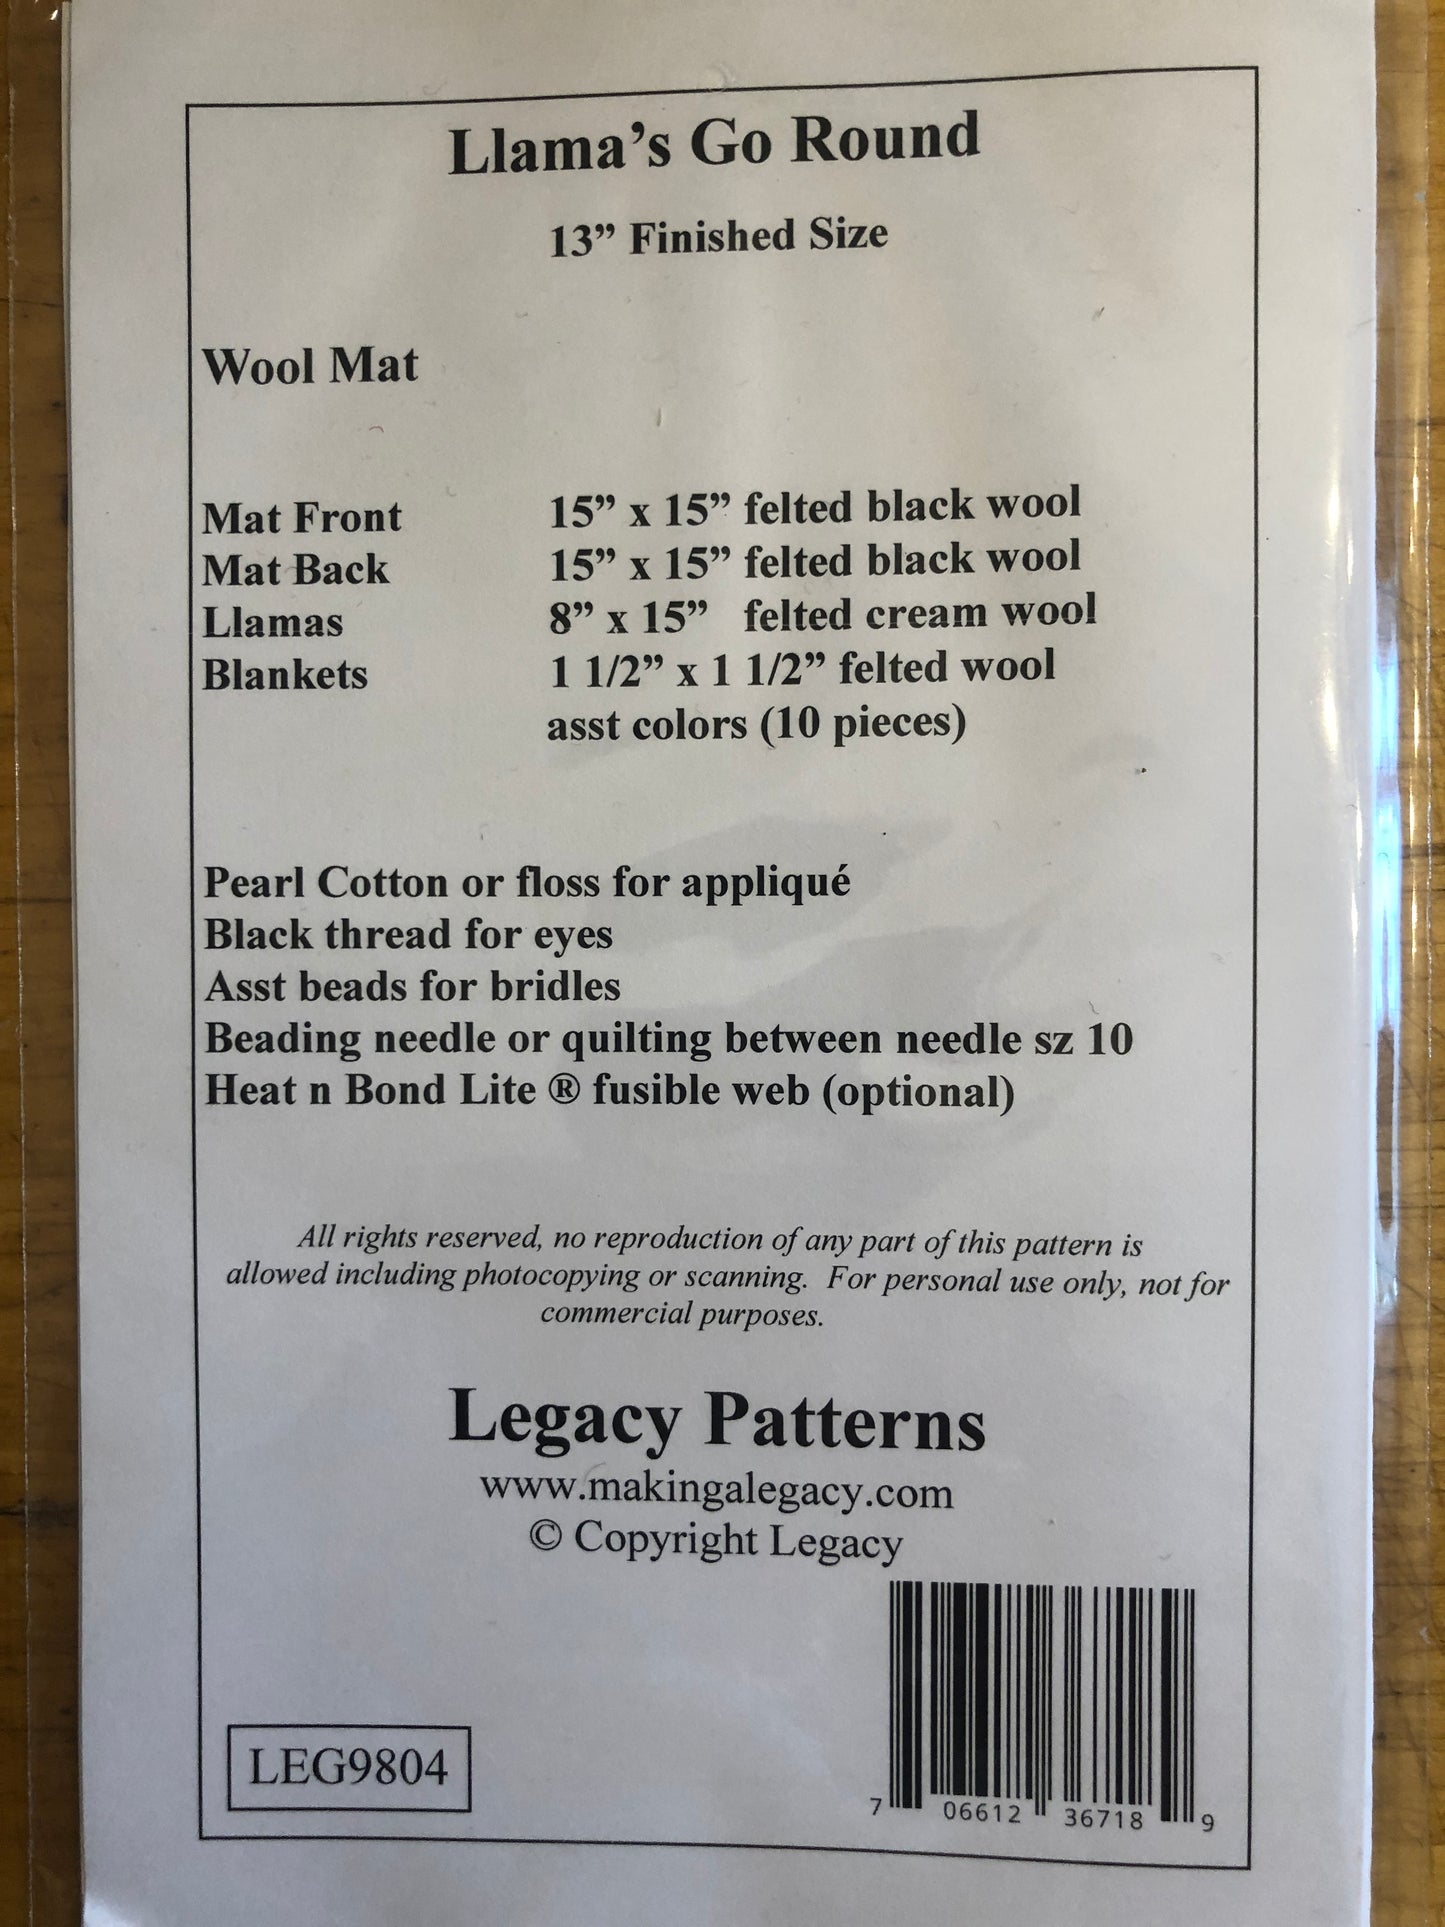 Llama’s Go Round
13” Finished Size
Wool Mat
Mat Front 15” x 15” felted black wool
Mat Back 15” x 15” felted black wool
Llamas 8” x 15” felted cream wool
Blankets 1 1/2” x 1 1/2” felted wool
asst colors (10 pieces)
Pearl Cotton or floss for appliqué
Black thread for eyes
Asst beads for bridles
Beading needle or quilting between needle sz 10
Heat n Bond Lite ® fusible web (optional)
All rights reserved, no reproduction of any part of this pattern is
allowed including photocopying or scanning. For personal use only, not for
commercial purposes.
Legacy Patterns
www.makingalegacy.com
© Copyright Legacy
LEG9804
7 06612 36718 9